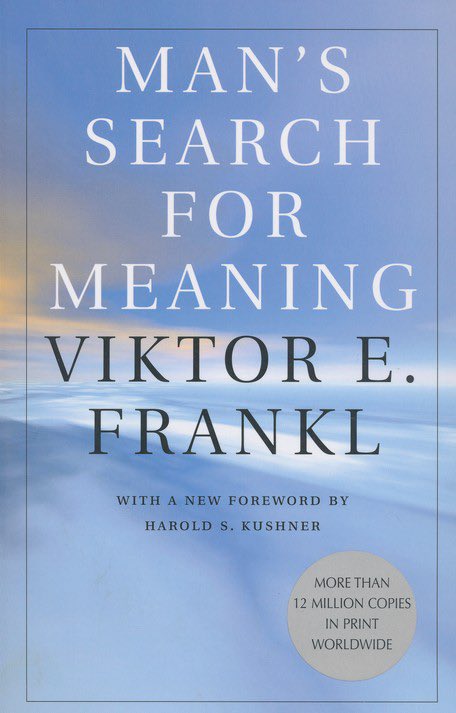 MAN'S
SEARCH
FOR
MEANING
VIKTOR E.
FRANKL
WITH A NEW FOREWORD BY
HAROLD S. KUSHNER
MORE THAN
12 MILLION COPIES
IN PRINT
WORLDWIDE